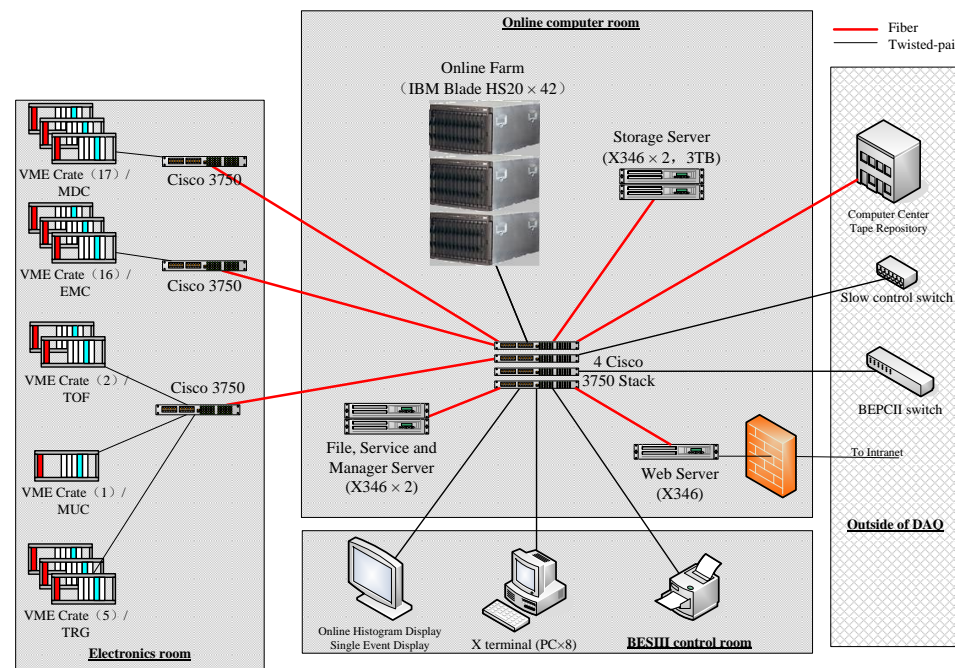 Online computer room
Fiber
Twisted-pair
Online Farm
（IBM Blade HS20 × 42）
Storage Server
(X346 × 2，3TB)
VME Crate（17）/
MDC
Cisco 3750
VME Crate（16）/
EMC
Cisco 3750
VME Crate（2）/
TOF
Cisco 3750
VME Crate（1）/
MUC
VME Crate（5）/
TRG
Electronics room
4 Cisco
3750 Stack
File, Service and
Manager Server
(X346 × 2)
Web Server
(X346)
Computer Center
Tape Repository
Slow control switch
BEPCII switch
To Intranet
Outside of DAQ
Online Histogram Display
Single Event Display
X terminal (PC×8)
BESIII control room